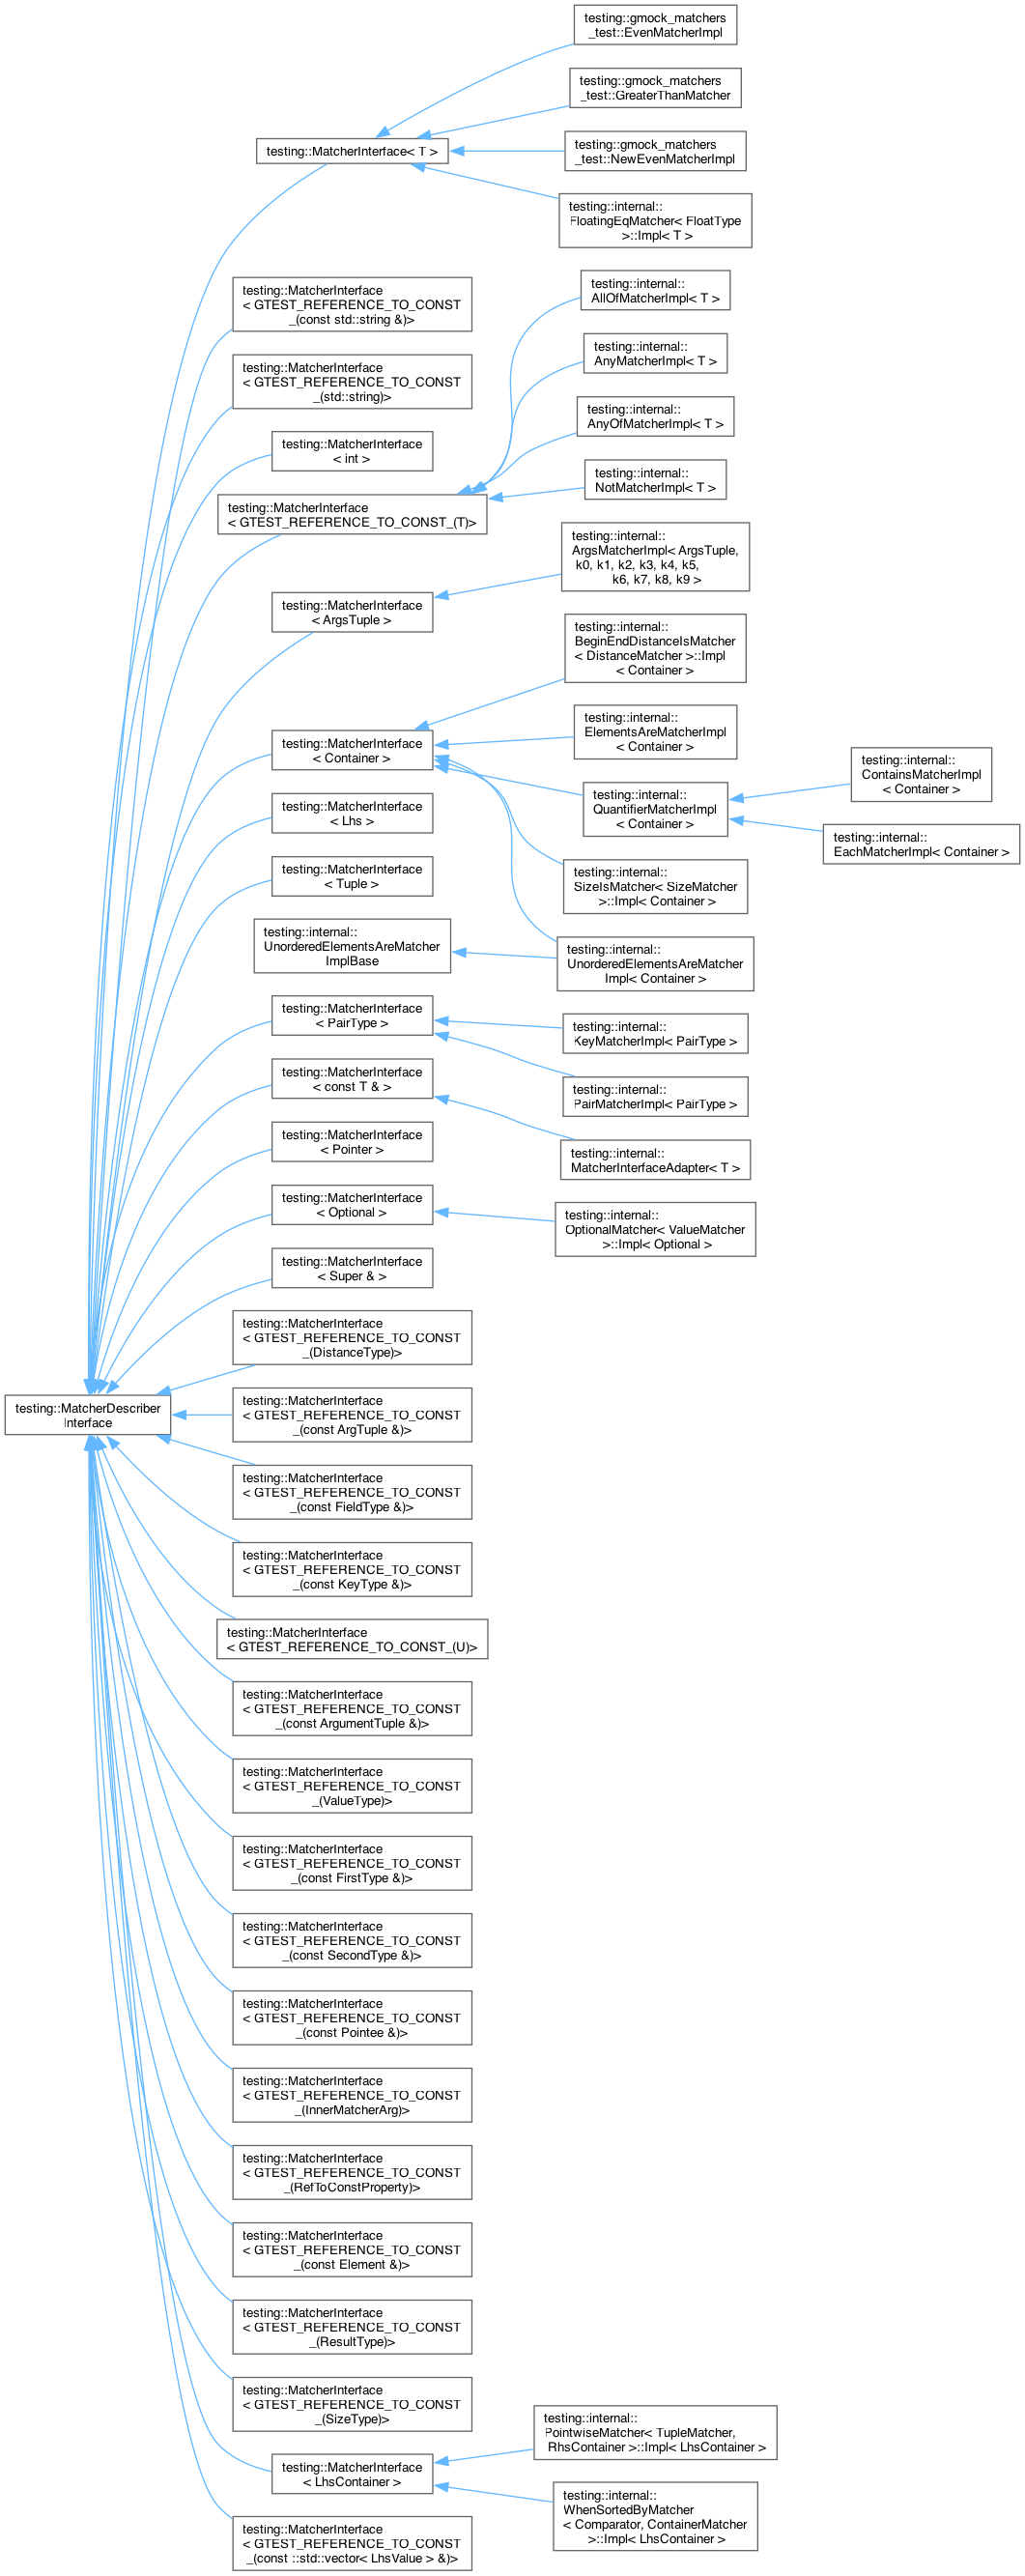 testing::gmock_matchers
_test::EvenMatcherImpl
testing::gmock_matchers
_test::GreaterThanMatcher
testing::MatcherInterface< T >
testing::gmock_matchers
_test::NewEvenMatcherImpl
testing::internal::
FloatingEqMatcher< FloatType
>::Impl< T >
testing::MatcherInterface
< GTEST_REFERENCE_TO_CONST
_(const std::string &)>
testing::internal::
AllOfMatcherImpl< T >
testing::internal::
AnyMatcherImpl< T >
testing::MatcherInterface
< GTEST_REFERENCE_TO_CONST
_(std::string)>
testing::internal::
AnyOfMatcherImpl< T >
testing::MatcherInterface
< int >
testing::internal::
NotMatcherImpl< T >
testing::MatcherInterface
< GTEST_REFERENCE_TO_CONST_(T)>
testing::internal::
ArgsMatcherImpl< ArgsTuple,
k0, k1, k2, k3, k4, k5,
k6, k7, k8, k9 >
testing::MatcherInterface
< ArgsTuple >
testing::internal::
BeginEndDistanceIsMatcher
< DistanceMatcher >::Impl
< Container >
testing::internal::
ElementsAreMatcherImpl
< Container >
testing::MatcherInterface
< Container >
testing::internal::
ContainsMatcherImpl
< Container >
testing::internal::
QuantifierMatcherImpl
< Container >
testing::MatcherInterface
< Lhs >
testing::internal::
EachMatcherImpl< Container >
testing::MatcherInterface
< Tuple >
testing::internal::
SizeIsMatcher< SizeMatcher
>::Impl< Container >
testing::internal::
UnorderedElementsAreMatcher
ImplBase
testing::internal::
UnorderedElementsAreMatcher
Impl< Container >
testing::MatcherInterface
< PairType >
testing::internal::
KeyMatcherImpl< PairType >
testing::MatcherInterface
< const T & >
testing::internal::
PairMatcherImpl< PairType >
testing::MatcherInterface
< Pointer >
testing::internal::
MatcherInterfaceAdapter< T >
testing::MatcherInterface
< Optional >
testing::internal::
OptionalMatcher< ValueMatcher
>::Impl< Optional >
testing::MatcherInterface
< Super & >
testing::MatcherInterface
< GTEST_REFERENCE_TO_CONST
_(DistanceType)>
testing::MatcherDescriber
Interface
testing::MatcherInterface
< GTEST_REFERENCE_TO_CONST
_(const ArgTuple &)>
testing::MatcherInterface
< GTEST_REFERENCE_TO_CONST
_(const FieldType &)>
testing::MatcherInterface
< GTEST_REFERENCE_TO_CONST
_(const KeyType &)>
testing::MatcherInterface
< GTEST_REFERENCE_TO_CONST_(U)>
testing::MatcherInterface
< GTEST_REFERENCE_TO_CONST
_(const ArgumentTuple &)>
testing::MatcherInterface
< GTEST_REFERENCE_TO_CONST
_(ValueType)>
testing::MatcherInterface
< GTEST_REFERENCE_TO_CONST
_(const FirstType &)>
testing::MatcherInterface
< GTEST_REFERENCE_TO_CONST
_(const SecondType &)>
testing::MatcherInterface
< GTEST_REFERENCE_TO_CONST
_(const Pointee &)>
testing::MatcherInterface
< GTEST_REFERENCE_TO_CONST
_(InnerMatcherArg)>
testing::MatcherInterface
< GTEST_REFERENCE_TO_CONST
_(RefToConstProperty)>
testing::MatcherInterface
< GTEST_REFERENCE_TO_CONST
_(const Element &)>
testing::MatcherInterface
< GTEST_REFERENCE_TO_CONST
_(ResultType)>
testing::MatcherInterface
< GTEST_REFERENCE_TO_CONST
_(SizeType)>
testing::internal::
PointwiseMatcher< TupleMatcher,
RhsContainer >::Impl< LhsContainer >
testing::MatcherInterface
< LhsContainer >
testing::internal::
WhenSortedByMatcher
< Comparator, ContainerMatcher
>::Impl< LhsContainer >
testing::MatcherInterface
< GTEST_REFERENCE_TO_CONST
_(const ::std::vector< LhsValue > &)>